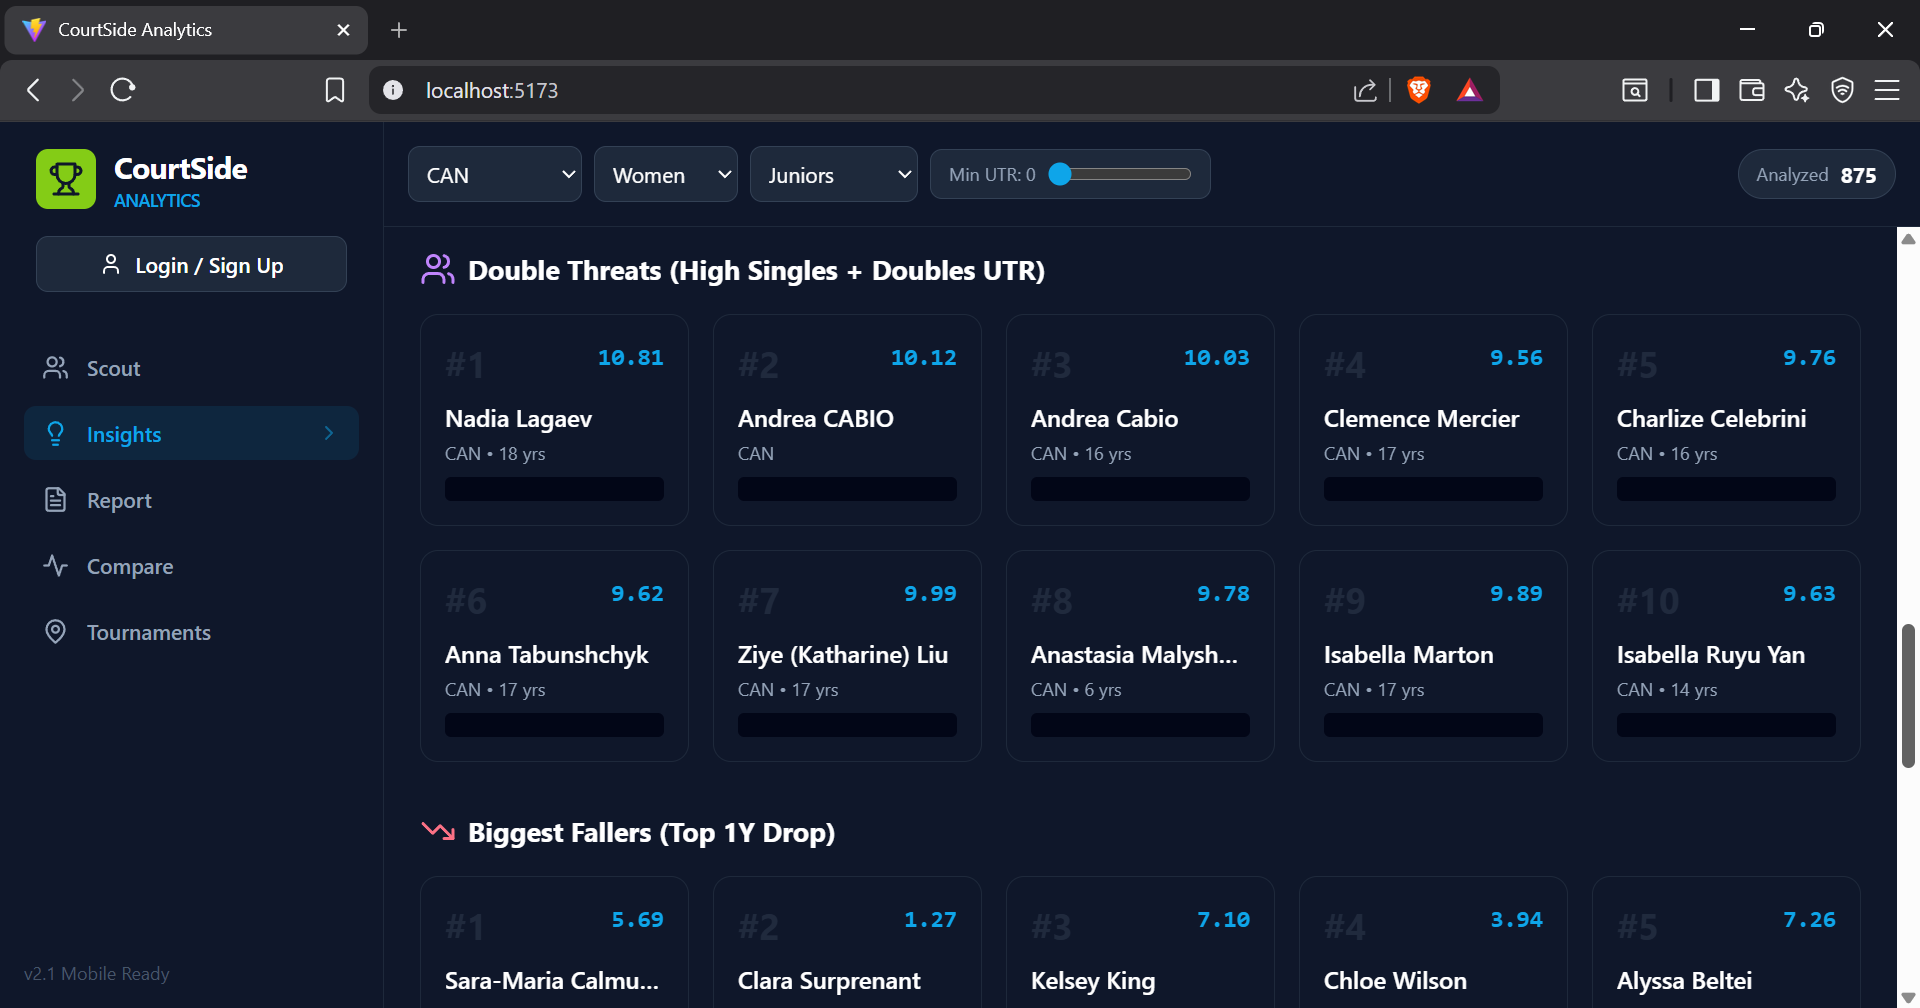 CourtSide Analytics
localhost:5173
CourtSide
ANALYTICS
Login / Sign Up
Scout
Insights
Report
Compare
Tournaments
v2.1 Mobile Ready
CAN
Women
Juniors
Min UTR: 0
Analyzed 875
Double Threats (High Singles + Doubles UTR)
#1 10.81
Nadia Lagaev
CAN • 18 yrs
#2 10.12
Andrea CABIO
CAN
#3 10.03
Andrea Cabio
CAN • 16 yrs
#4 9.56
Clemence Mercier
CAN • 17 yrs
#5 9.76
Charlize Celebrini
CAN • 16 yrs
#6 9.62
Anna Tabunshchyk
CAN • 17 yrs
#7 9.99
Ziye (Katharine) Liu
CAN • 17 yrs
#8 9.78
Anastasia Malysh...
CAN • 6 yrs
#9 9.89
Isabella Marton
CAN • 17 yrs
#10 9.63
Isabella Ruyu Yan
CAN • 14 yrs
Biggest Fallers (Top 1Y Drop)
#1 5.69
Sara-Maria Calmu...
#2 1.27
Clara Surprenant
#3 7.10
Kelsey King
#4 3.94
Chloe Wilson
#5 7.26
Alyssa Beltei